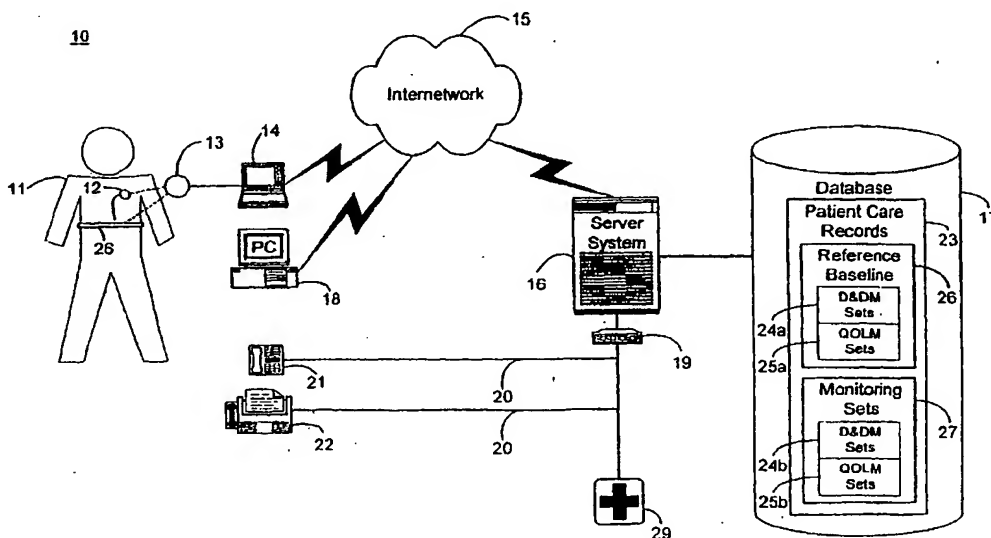 10
15
Internetwork
14
13
11
12
26
PC
18
Server
System
16
19
21
20
22
20
29
Database
17
Patient Care
Records
23
Reference
Baseline
26
D&DM
Sets
24a
QOLM
Sets
25a
Monitoring
Sets
27
D&DM
Sets
24b
QOLM
Sets
25b